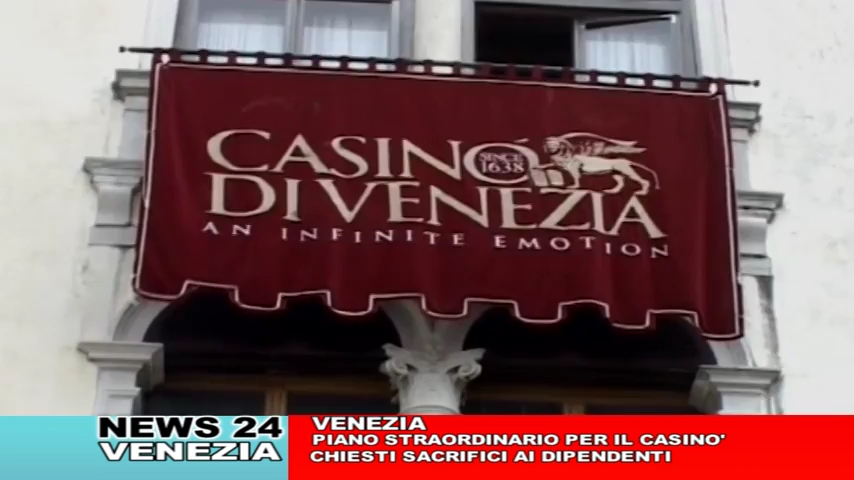 CASINÒ
SINCE
1638
DI VENEZIA
AN INFINITE EMOTION
NEWS 24
VENEZIA
VENEZIA
PIANO STRAORDINARIO PER IL CASINO'
CHIESTI SACRIFICI AI DIPENDENTI